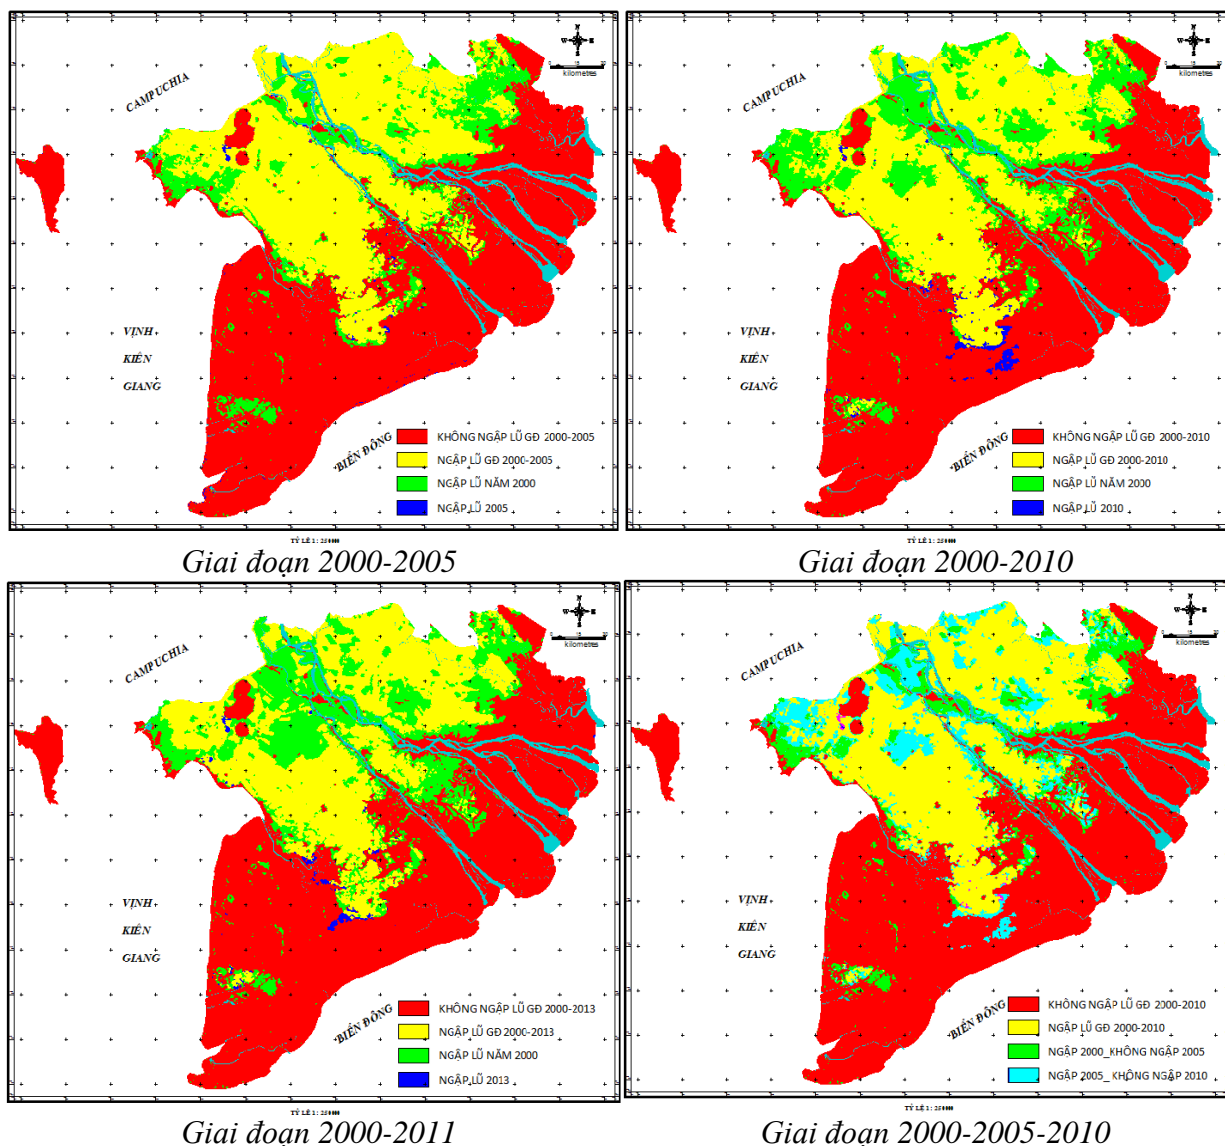 N
W E
S
kilometres
CAMPUCHIA
VỊNH
KIÊN
GIANG
BIỂN ĐÔNG
KHÔNG NGẬP LŨ GĐ 2000-2005
NGẬP LŨ GĐ 2000-2005
NGẬP LŨ NĂM 2000
NGẬP LŨ 2005
Giai đoạn 2000-2005
N
W E
S
kilometres
CAMPUCHIA
VỊNH
KIÊN
GIANG
BIỂN ĐÔNG
KHÔNG NGẬP LŨ GĐ 2000-2010
NGẬP LŨ GĐ 2000-2010
NGẬP LŨ NĂM 2000
NGẬP LŨ 2010
Giai đoạn 2000-2010
N
W E
S
kilometres
CAMPUCHIA
VỊNH
KIÊN
GIANG
BIỂN ĐÔNG
KHÔNG NGẬP LŨ GĐ 2000-2013
NGẬP LŨ GĐ 2000-2013
NGẬP LŨ NĂM 2000
NGẬP LŨ 2013
Giai đoạn 2000-2011
N
W E
S
kilometres
CAMPUCHIA
VỊNH
KIÊN
GIANG
BIỂN ĐÔNG
KHÔNG NGẬP LŨ GĐ 2000-2010
NGẬP LŨ GĐ 2000-2010
NGẬP 2000_KHÔNG NGẬP 2005
NGẬP 2005_ KHÔNG NGẬP 2010
Giai đoạn 2000-2005-2010